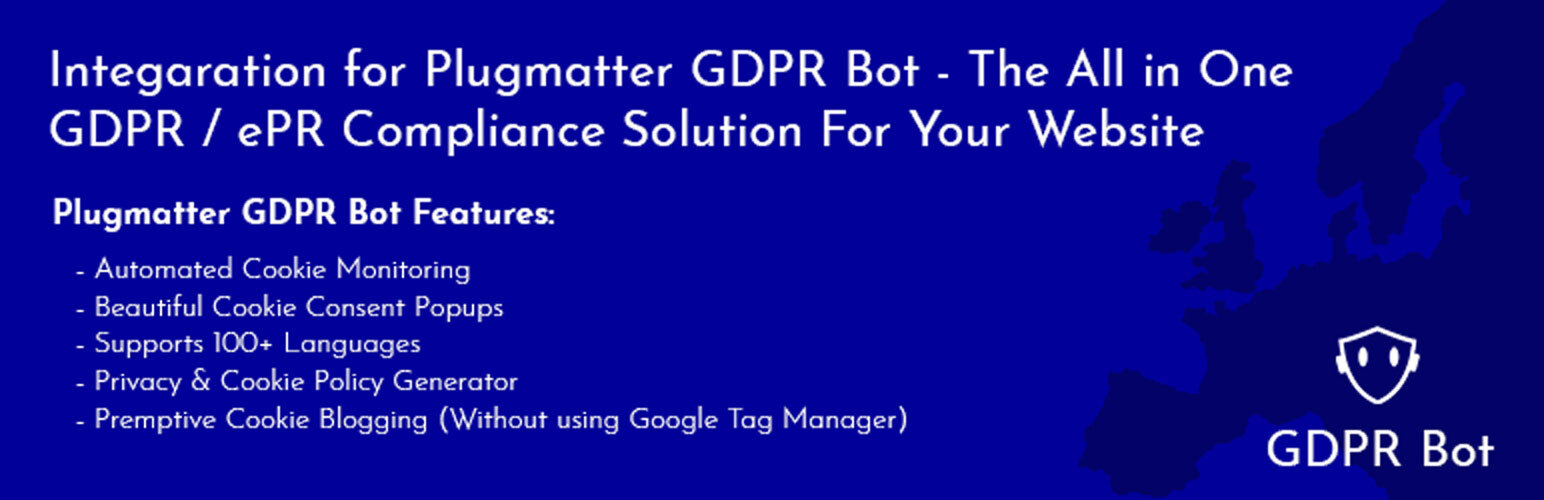 Integaration for Plugmatter GDPR Bot - The All in One
GDPR / ePR Compliance Solution For Your Website
Plugmatter GDPR Bot Features:
- Automated Cookie Monitoring
- Beautiful Cookie Consent Popups
- Supports 100+ Languages
- Privacy & Cookie Policy Generator
- Premptive Cookie Blogging (Without using Google Tag Manager)
GDPR Bot